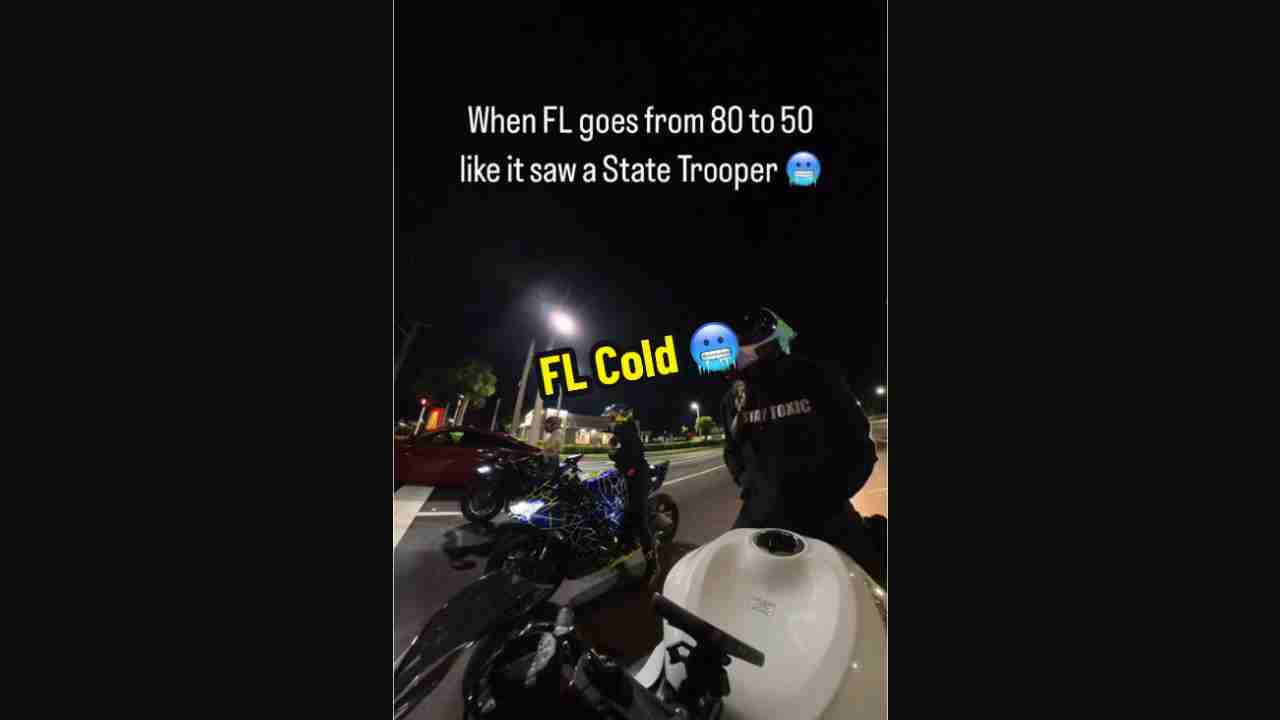 When FL goes from 80 to 50
like it saw a State Trooper 🥶
FL Cold 🥶
STAY TOXIC